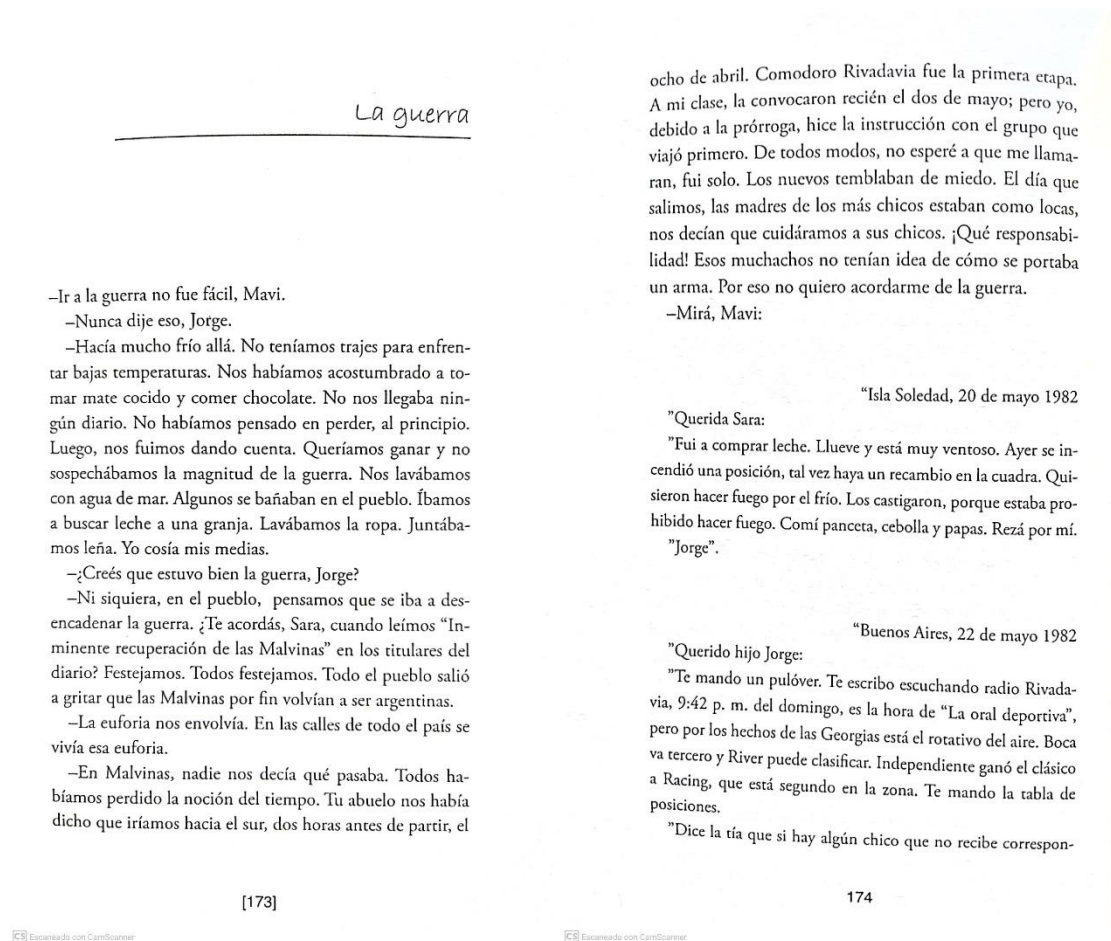 La guerra
–Ir a la guerra no fue fácil, Mavi.
–Nunca dije eso, Jorge.
–Hacía mucho frío allá. No teníamos trajes para enfren-
tar bajas temperaturas. Nos habíamos acostumbrado a to-
mar mate cocido y comer chocolate. No nos llegaba nin-
gún diario. No habíamos pensado en perder, al principio.
Luego, nos fuimos dando cuenta. Queríamos ganar y no
sospechábamos la magnitud de la guerra. Nos lavábamos
con agua de mar. Algunos se bañaban en el pueblo. Íbamos
a buscar leche a una granja. Lavábamos la ropa. Juntába-
mos leña. Yo cosía mis medias.
–¿Creés que estuvo bien la guerra, Jorge?
–Ni siquiera, en el pueblo, pensamos que se iba a des-
encadenar la guerra. ¿Te acordás, Sara, cuando leímos “In-
minente recuperación de las Malvinas” en los titulares del
diario? Festejamos. Todos festejamos. Todo el pueblo salió
a gritar que las Malvinas por fin volvían a ser argentinas.
–La euforia nos envolvía. En las calles de todo el país se
vivía esa euforia.
–En Malvinas, nadie nos decía qué pasaba. Todos ha-
bíamos perdido la noción del tiempo. Tu abuelo nos había
dicho que iríamos hacia el sur, dos horas antes de partir, el
[173]
CS Escaneado con CamScanner
ocho de abril. Comodoro Rivadavia fue la primera etapa.
A mi clase, la convocaron recién el dos de mayo; pero yo,
debido a la prórroga, hice la instrucción con el grupo que
viajó primero. De todos modos, no esperé a que me llama-
ran, fui solo. Los nuevos temblaban de miedo. El día que
salimos, las madres de los más chicos estaban como locas,
nos decían que cuidáramos a sus chicos. ¡Qué responsabi-
lidad! Esos muchachos no tenían idea de cómo se portaba
un arma. Por eso no quiero acordarme de la guerra.
–Mirá, Mavi:
“Isla Soledad, 20 de mayo 1982
”Querida Sara:
”Fui a comprar leche. Llueve y está muy ventoso. Ayer se in-
cendió una posición, tal vez haya un recambio en la cuadra. Qui-
sieron hacer fuego por el frío. Los castigaron, porque estaba pro-
hibido hacer fuego. Comí panceta, cebolla y papas. Rezá por mí.
”Jorge”.
“Buenos Aires, 22 de mayo 1982
”Querido hijo Jorge:
”Te mando un pulóver. Te escribo escuchando radio Rivada-
via, 9:42 p. m. del domingo, es la hora de “La oral deportiva”,
pero por los hechos de las Georgias está el rotativo del aire. Boca
va tercero y River puede clasificar. Independiente ganó el clásico
a Racing, que está segundo en la zona. Te mando la tabla de
posiciones.
”Dice la tía que si hay algún chico que no recibe correspon-
174
CS Escaneado con CamScanner